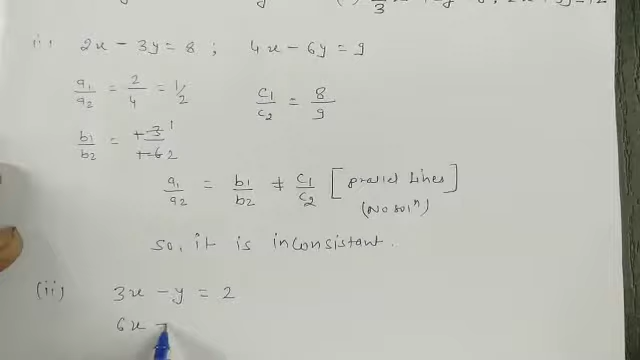 2x - 3y = 8 ; 4x - 6y = 9
a1/a2 = 2/4 = 1/2 c1/c2 = 8/9
b1/b2 = +3 1/+6 2
a1/a2 = b1/b2 ≠ c1/c2 [parallel Lines]
(No solⁿ)
So, it is inconsistant.
(ii) 3x - y = 2
6x -